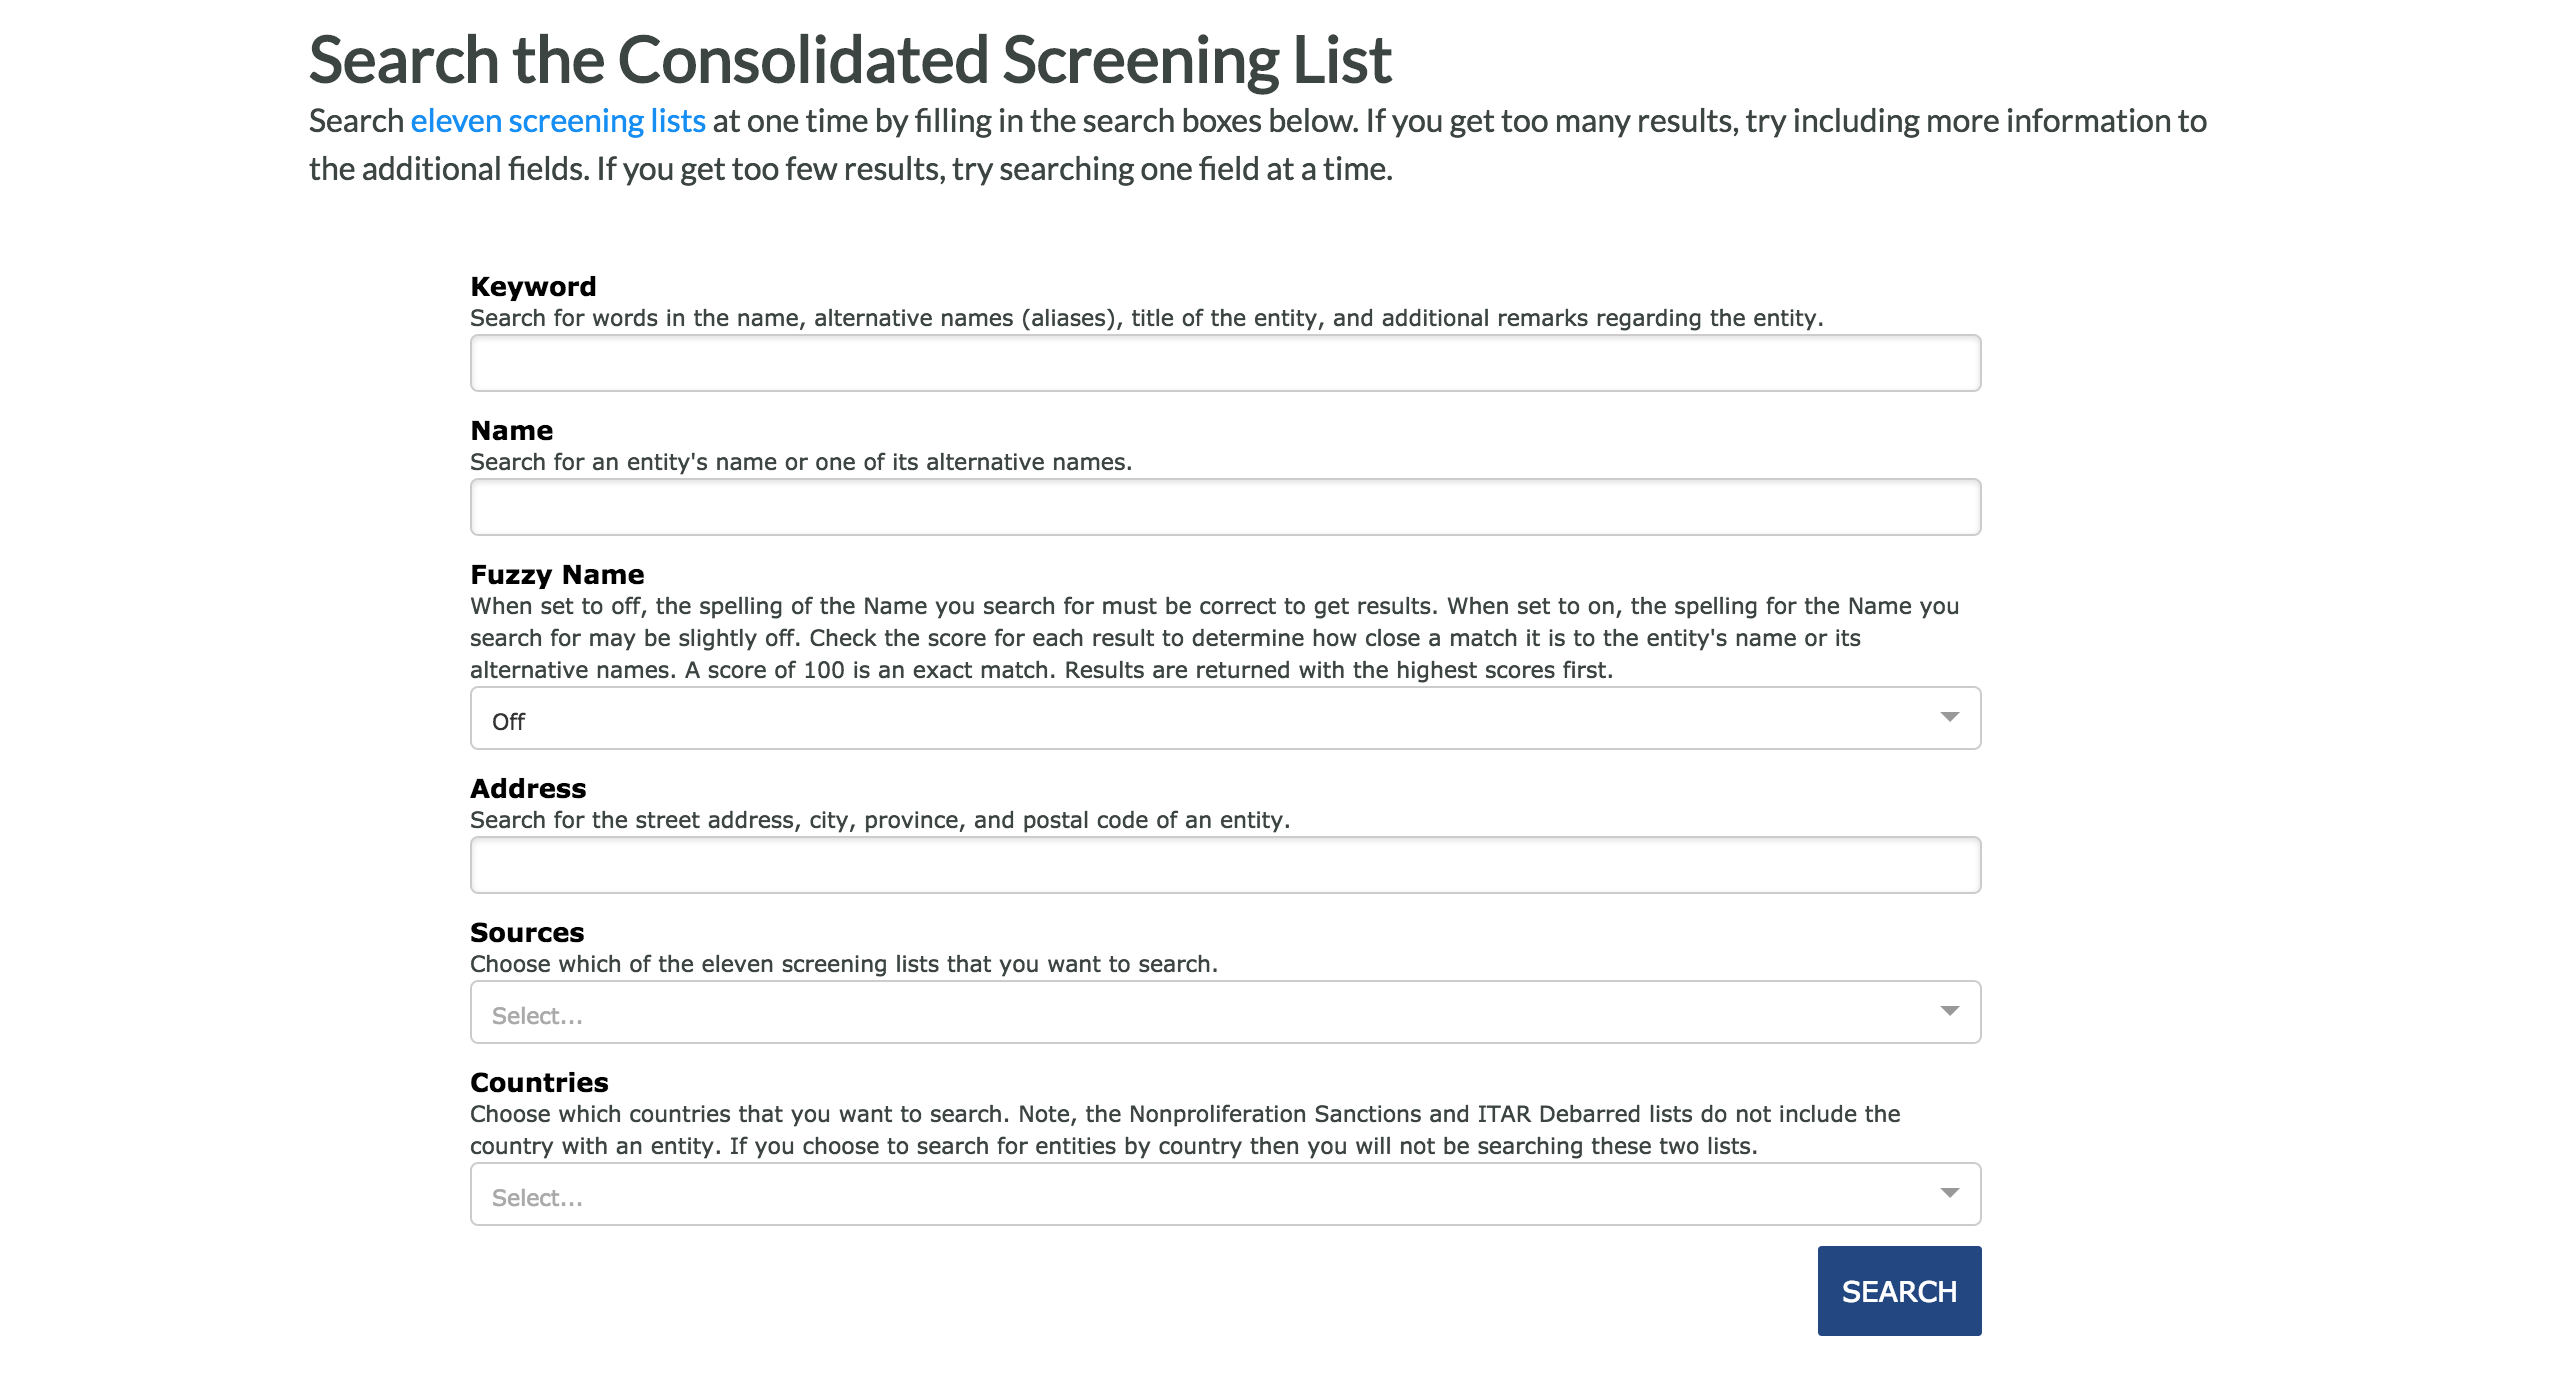 Search the Consolidated Screening List
Search eleven screening lists at one time by filling in the search boxes below. If you get too many results, try including more information to
the additional fields. If you get too few results, try searching one field at a time.
Keyword
Search for words in the name, alternative names (aliases), title of the entity, and additional remarks regarding the entity.
Name
Search for an entity's name or one of its alternative names.
Fuzzy Name
When set to off, the spelling of the Name you search for must be correct to get results. When set to on, the spelling for the Name you
search for may be slightly off. Check the score for each result to determine how close a match it is to the entity's name or its
alternative names. A score of 100 is an exact match. Results are returned with the highest scores first.
Off
Address
Search for the street address, city, province, and postal code of an entity.
Sources
Choose which of the eleven screening lists that you want to search.
Select...
Countries
Choose which countries that you want to search. Note, the Nonproliferation Sanctions and ITAR Debarred lists do not include the
country with an entity. If you choose to search for entities by country then you will not be searching these two lists.
Select...
SEARCH